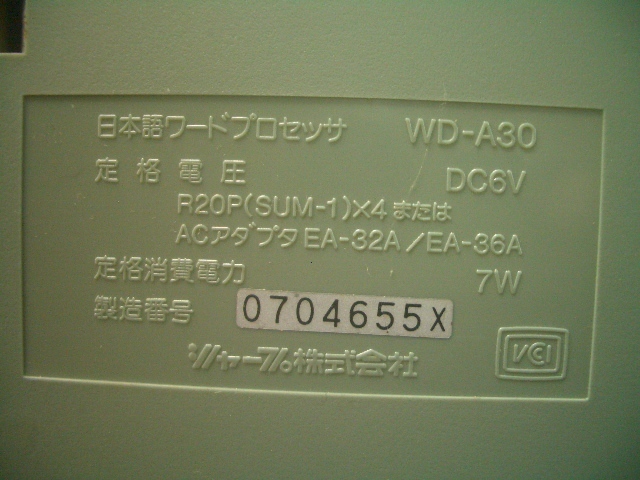 日本語ワードプロセッサ WD-A30
定格電圧 DC6V
R20P(SUM-1)×4または
ACアダプタEA-32A/EA-36A
定格消費電力 7W
製造番号 0704655X
シャープ株式会社
VCI